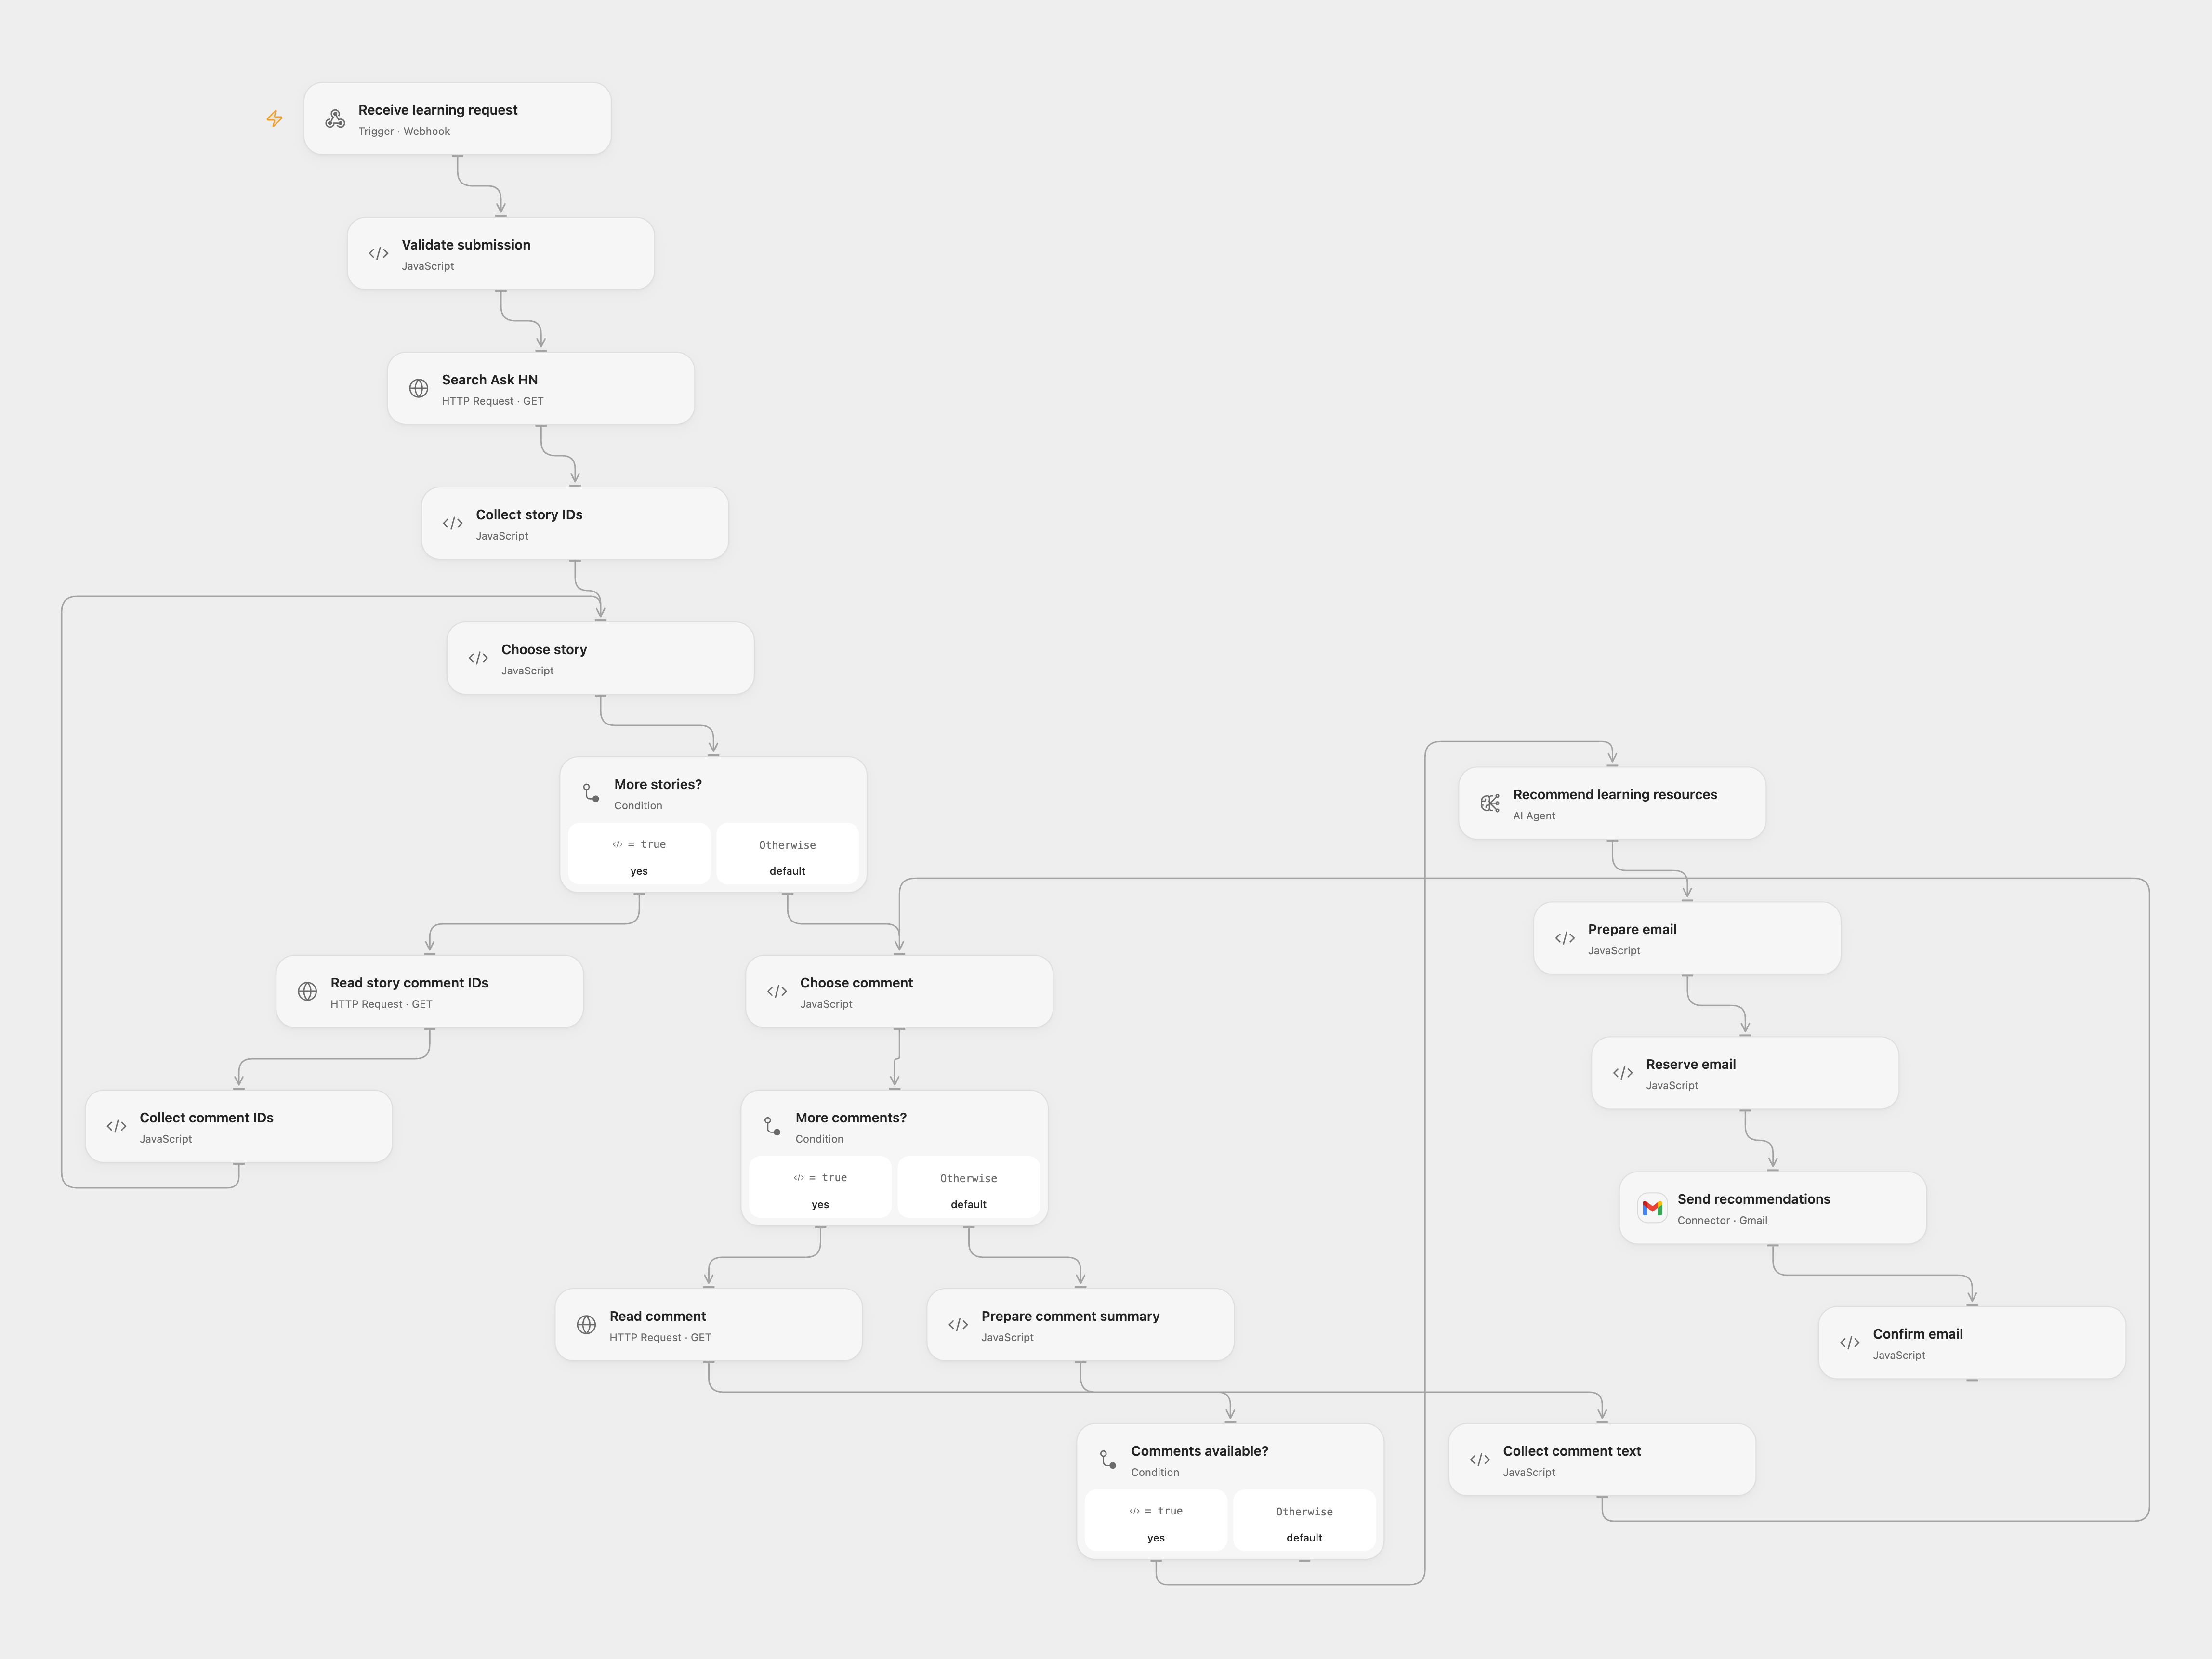 Receive learning request
Trigger · Webhook
Validate submission
JavaScript
Search Ask HN
HTTP Request · GET
Collect story IDs
JavaScript
Choose story
JavaScript
More stories?
Condition
</> = true
yes
Otherwise
default
Read story comment IDs
HTTP Request · GET
Collect comment IDs
JavaScript
Choose comment
JavaScript
More comments?
Condition
</> = true
yes
Otherwise
default
Read comment
HTTP Request · GET
Prepare comment summary
JavaScript
Comments available?
Condition
</> = true
yes
Otherwise
default
Collect comment text
JavaScript
Recommend learning resources
AI Agent
Prepare email
JavaScript
Reserve email
JavaScript
Send recommendations
Connector · Gmail
Confirm email
JavaScript